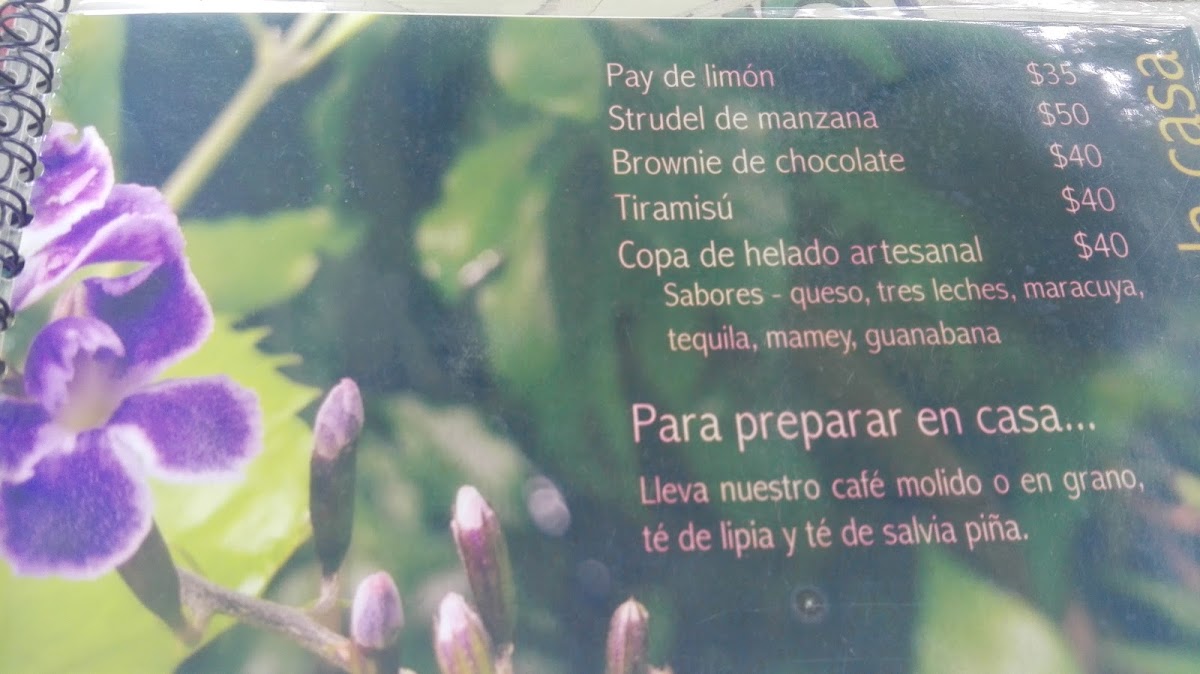 Pay de limón $35
Strudel de manzana $50
Brownie de chocolate $40
Tiramisú $40
Copa de helado artesanal $40
Sabores - queso, tres leches, maracuya,
tequila, mamey, guanabana
Para preparar en casa...
Lleva nuestro café molido o en grano,
té de lipia y té de salvia piña.
casa